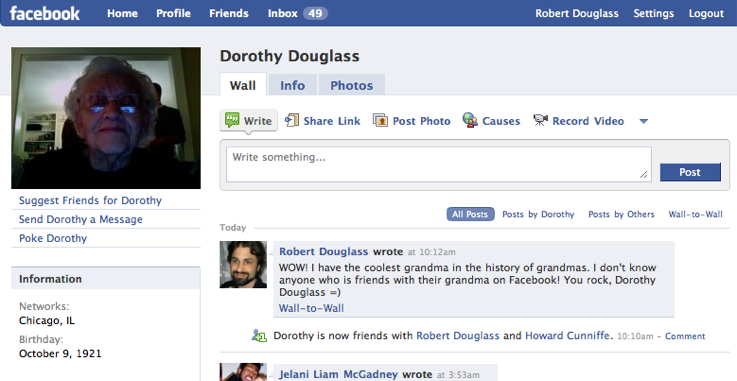 facebook Home Profile Friends Inbox 49 Robert Douglass Settings Logout
Dorothy Douglass
Wall Info Photos
Write Share Link Post Photo Causes Record Video
Write something...
Post
Suggest Friends for Dorothy
Send Dorothy a Message
Poke Dorothy
All Posts Posts by Dorothy Posts by Others Wall-to-Wall
Today
Robert Douglass wrote at 10:12am
WOW! I have the coolest grandma in the history of grandmas. I don't know
anyone who is friends with their grandma on Facebook! You rock, Dorothy
Douglass =)
Wall-to-Wall
Dorothy is now friends with Robert Douglass and Howard Cunniffe. 10:10am - Comment
Jelani Liam McGadney wrote at 3:53am
Information
Networks:
Chicago, IL
Birthday:
October 9, 1921